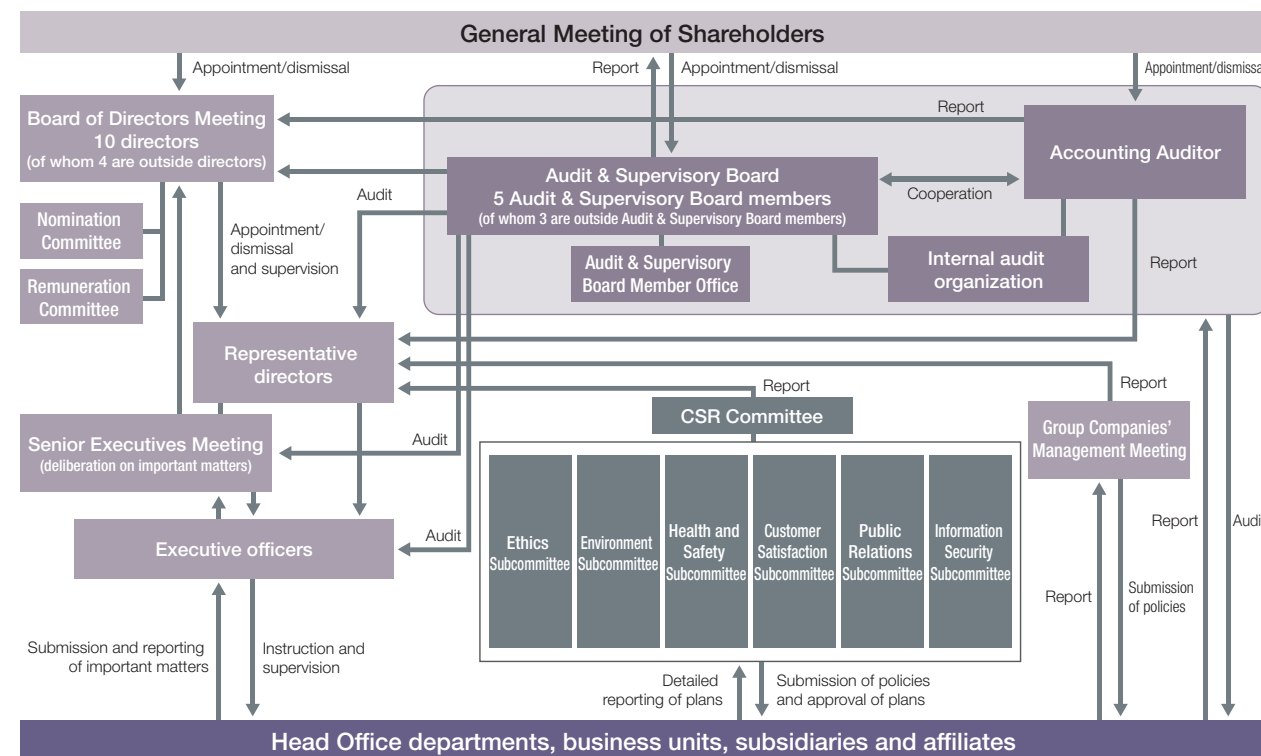 General Meeting of Shareholders
Appointment/dismissal
Report
Appointment/dismissal
Appointment/dismissa
Board of Directors Meeting
10 directors
(of whom 4 are outside directors)
Report
Accounting Auditor
Audit & Supervisory Board
5 Audit & Supervisory Board members
(of whom 3 are outside Audit & Supervisory Board members)
Cooperation
Audit
Nomination
Committee
Appointment/
dismissal
and supervision
Audit & Supervisory
Board Member Office
Internal audit
organization
Report
Remuneration
Committee
Representative
directors
Report
CSR Committee
Report
Group Companies'
Management Meeting
Senior Executives Meeting
(deliberation on important matters)
Audit
Executive officers
Audit
Ethics
Subcommittee
Environment
Subcommittee
Health and
Safety
Subcommittee
Customer
Satisfaction
Subcommittee
Public
Relations
Subcommittee
Information
Security
Subcommittee
Report
Audi
Report
Submission
of policies
Submission and reporting
of important matters
Instruction and
supervision
Detailed
reporting of plans
Submission of policies
and approval of plans
Head Office departments, business units, subsidiaries and affiliates